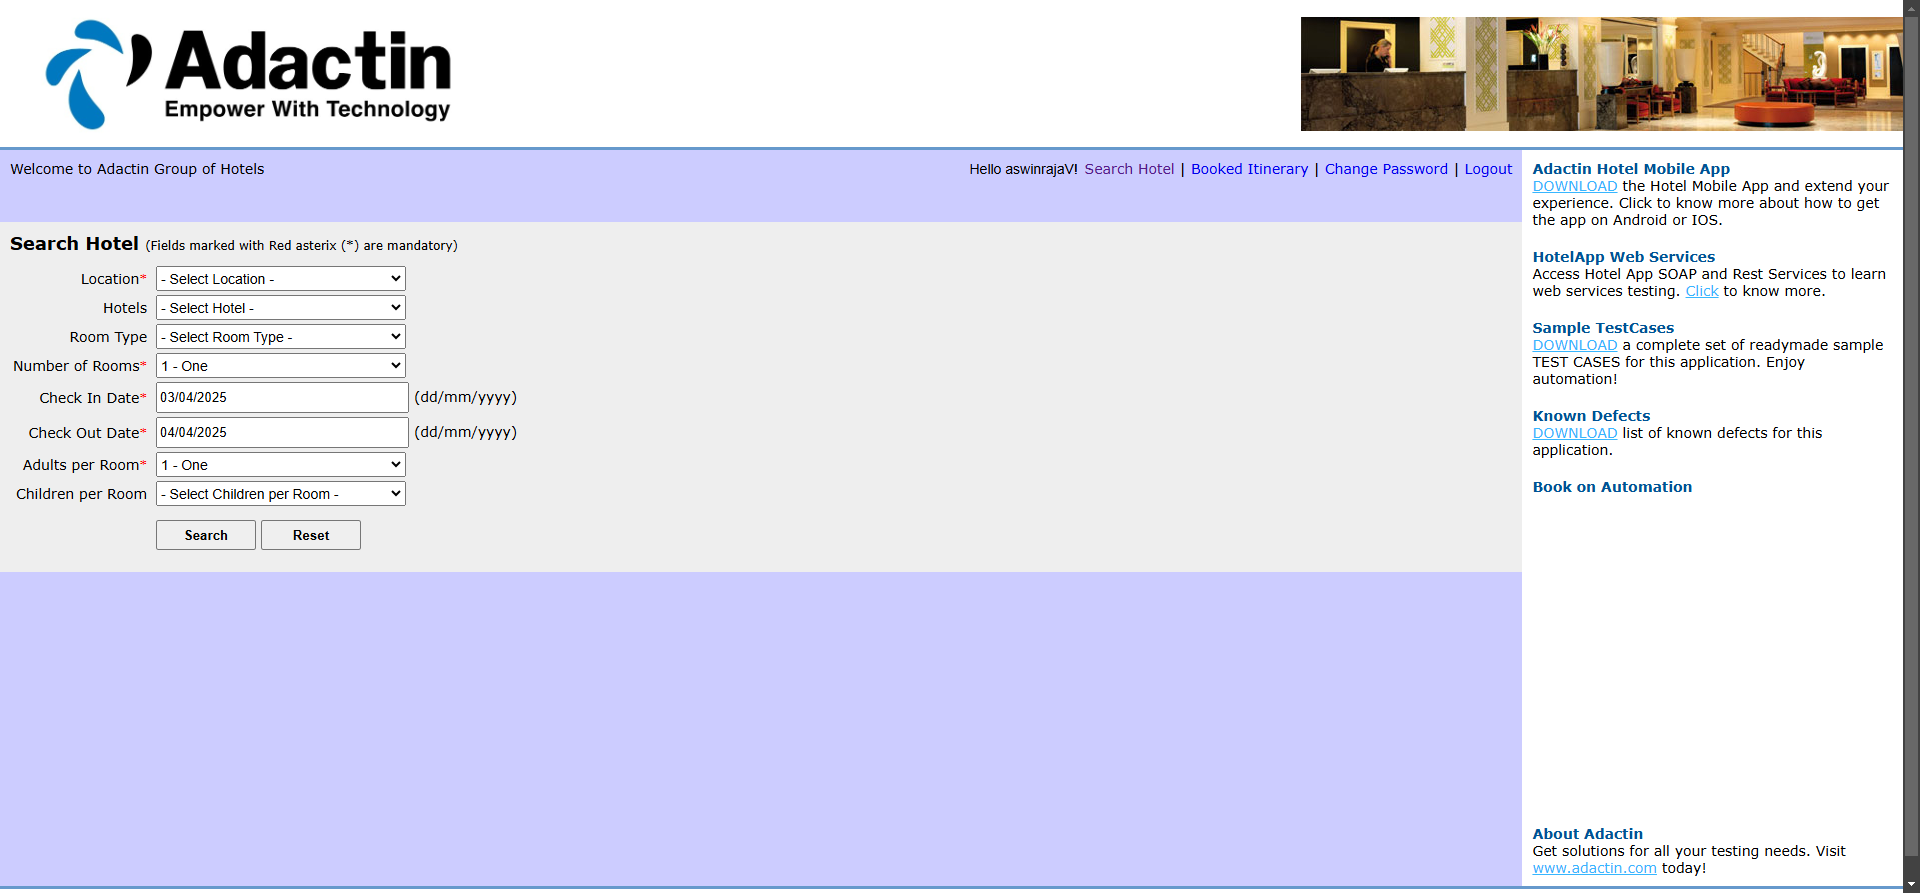 Adactin
Empower With Technology
Welcome to Adactin Group of Hotels
Hello aswinrajaV! Search Hotel | Booked Itinerary | Change Password | Logout
Search Hotel (Fields marked with Red asterix (*) are mandatory)
Location* - Select Location -
Hotels - Select Hotel -
Room Type - Select Room Type -
Number of Rooms* 1 - One
Check In Date* 03/04/2025 (dd/mm/yyyy)
Check Out Date* 04/04/2025 (dd/mm/yyyy)
Adults per Room* 1 - One
Children per Room - Select Children per Room -
Search Reset
Adactin Hotel Mobile App
DOWNLOAD the Hotel Mobile App and extend your
experience. Click to know more about how to get
the app on Android or IOS.
HotelApp Web Services
Access Hotel App SOAP and Rest Services to learn
web services testing. Click to know more.
Sample TestCases
DOWNLOAD a complete set of readymade sample
TEST CASES for this application. Enjoy
automation!
Known Defects
DOWNLOAD list of known defects for this
application.
Book on Automation
About Adactin
Get solutions for all your testing needs. Visit
www.adactin.com today!